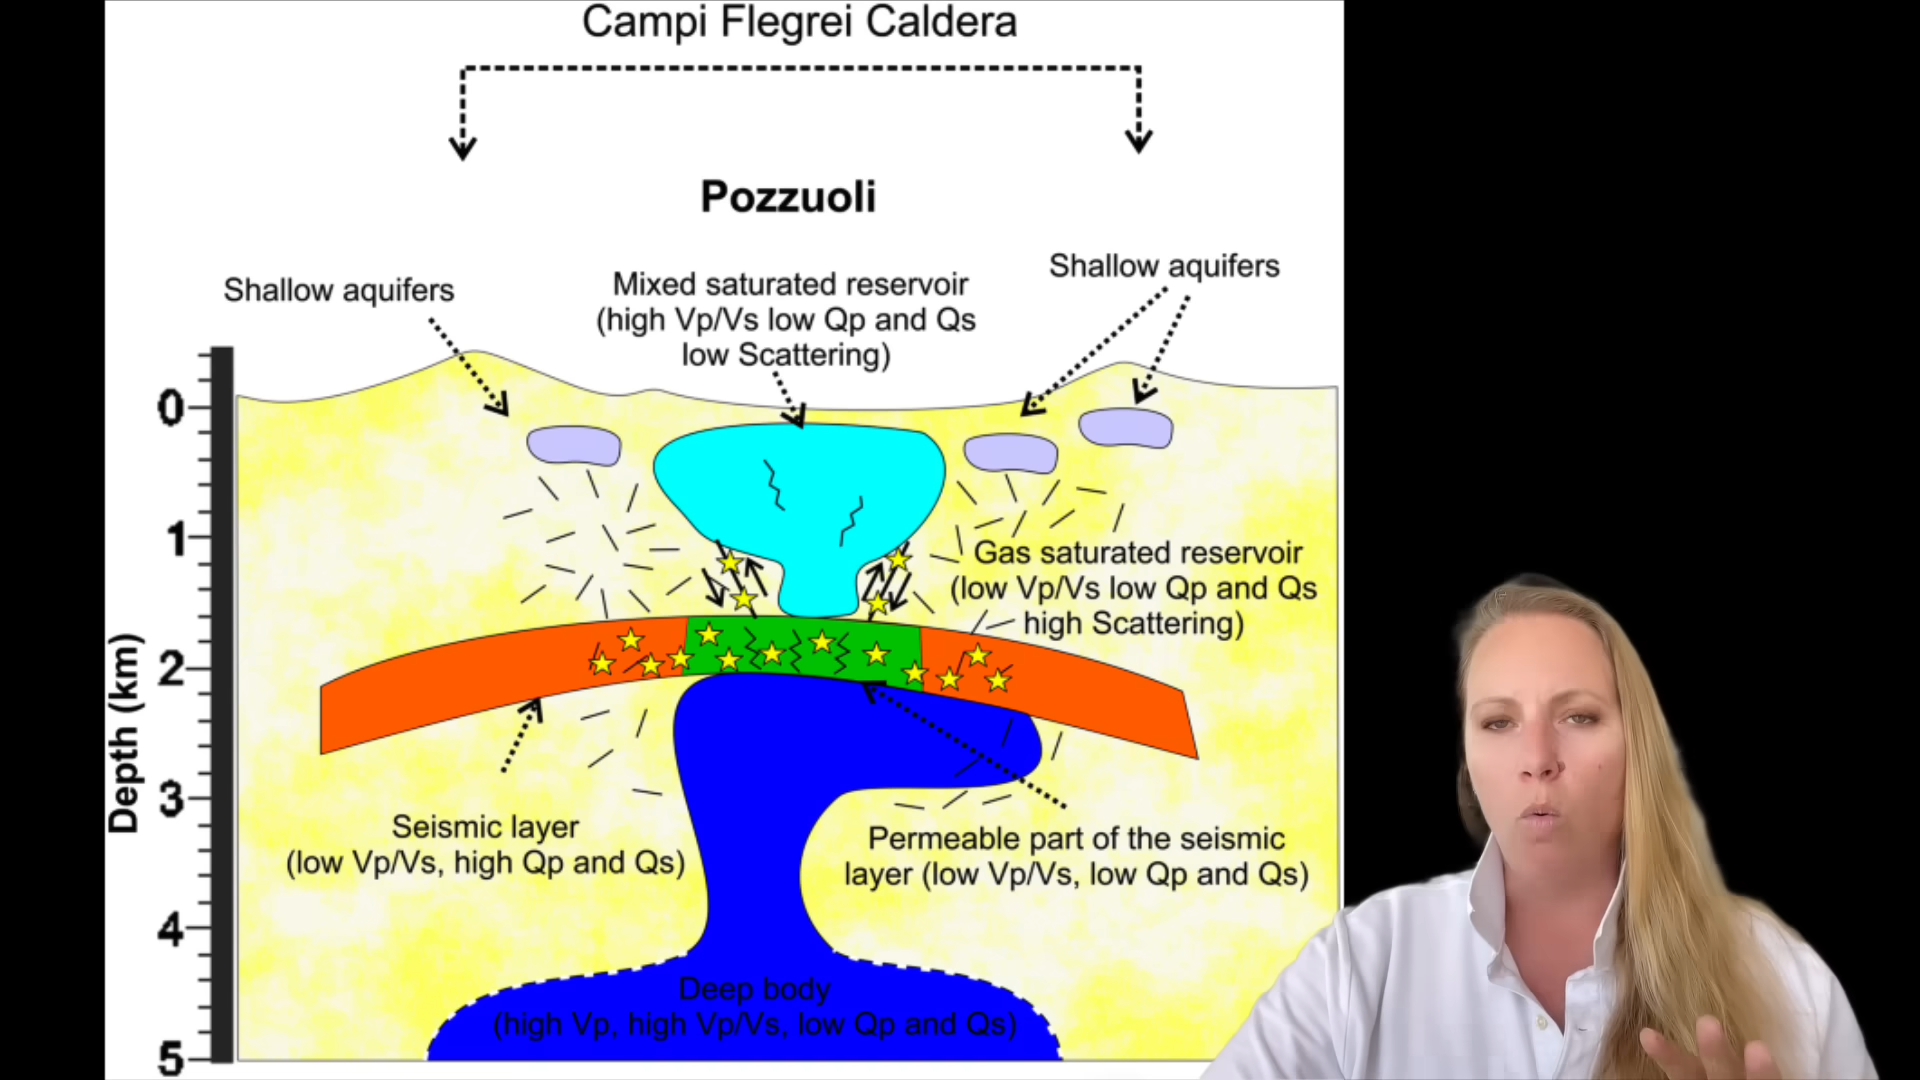 Campi Flegrei Caldera
Pozzuoli
Shallow aquifers
Mixed saturated reservoir
(high Vp/Vs low Qp and Qs
low Scattering)
Shallow aquifers
0
1
2
3
4
5
Depth (km)
Gas saturated reservoir
(low Vp/Vs low Qp and Qs
high Scattering)
Seismic layer
(low Vp/Vs, high Qp and Qs)
Permeable part of the seismic
layer (low Vp/Vs, low Qp and Qs)
Deep body
(high Vp, high Vp/Vs, low Qp and Qs)